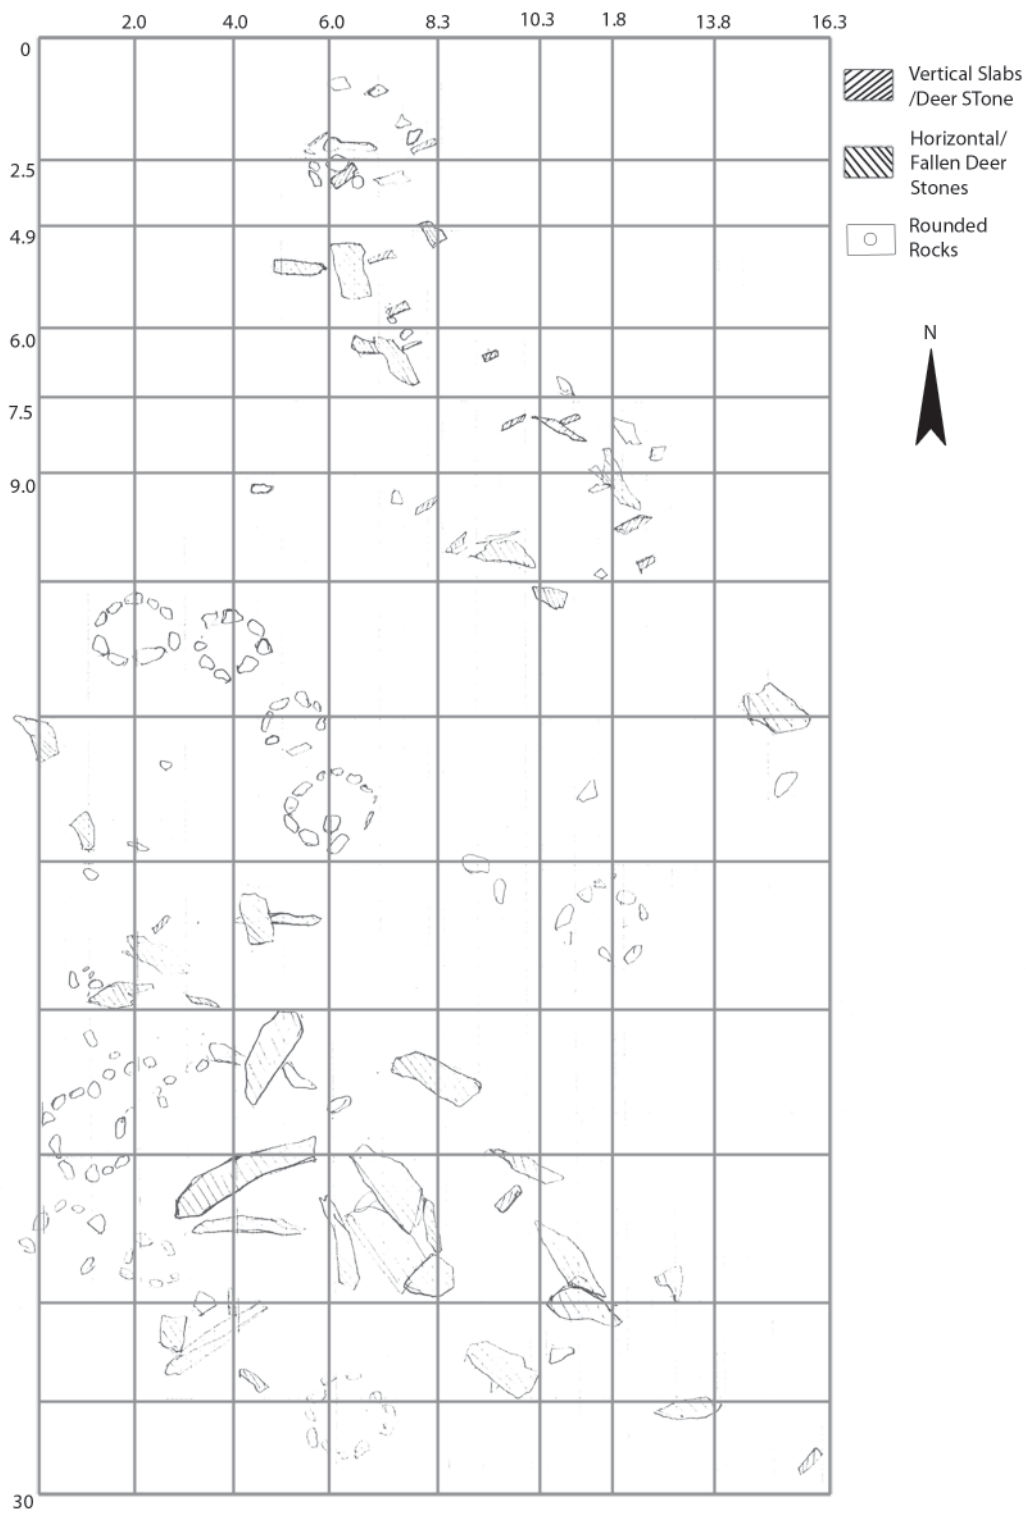 2.0 4.0 6.0 8.3 10.3 1.8 13.8 16.3
0
2.5
4.9
6.0
7.5
9.0
30
Vertical Slabs
/Deer STone
Horizontal/
Fallen Deer
Stones
Rounded
Rocks
N